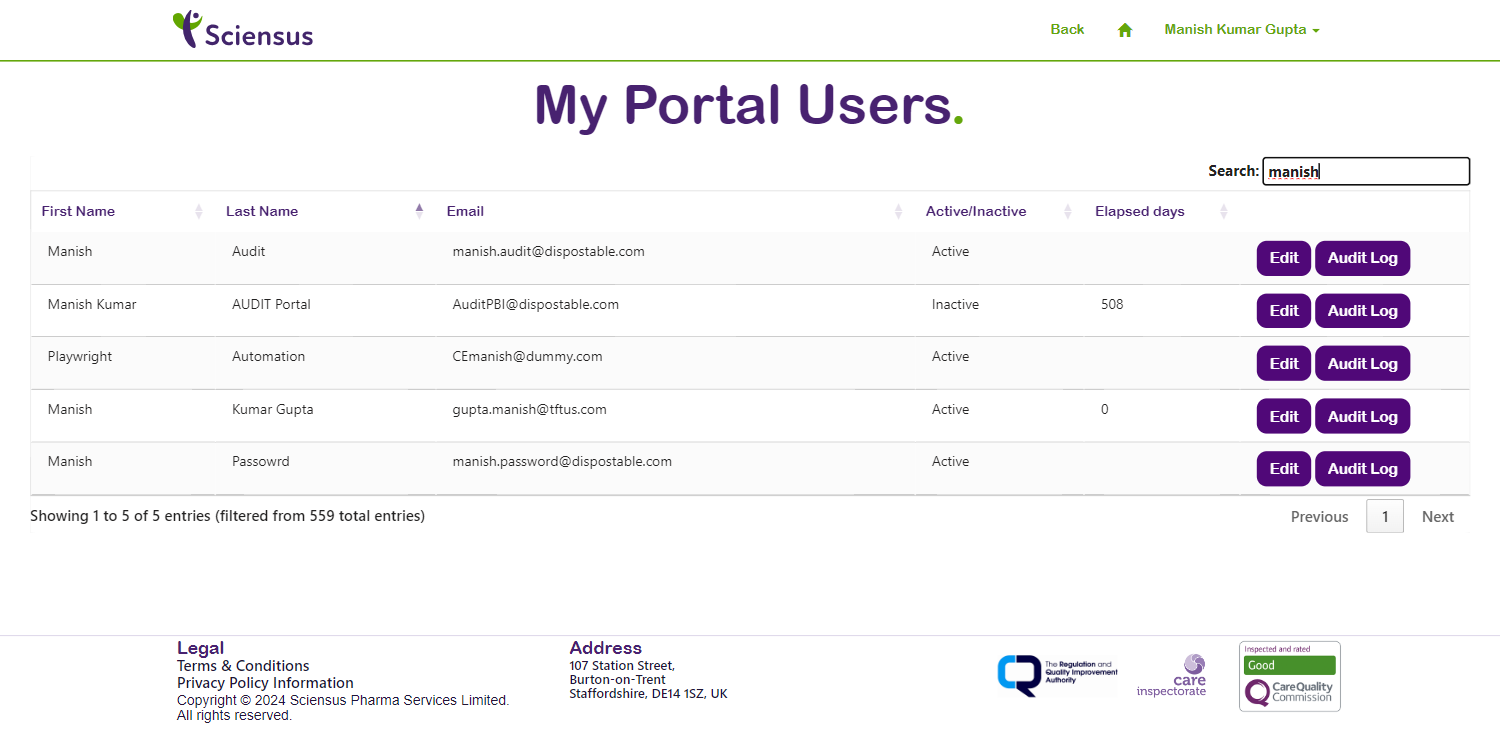 Sciensus
Back
Manish Kumar Gupta
My Portal Users.
Search: manish
First Name Last Name Email Active/Inactive Elapsed days
Manish Audit manish.audit@dispostable.com Active Edit Audit Log
Manish Kumar AUDIT Portal AuditPBI@dispostable.com Inactive 508 Edit Audit Log
Playwright Automation CEmanish@dummy.com Active Edit Audit Log
Manish Kumar Gupta gupta.manish@tftus.com Active 0 Edit Audit Log
Manish Passowrd manish.password@dispostable.com Active Edit Audit Log
Showing 1 to 5 of 5 entries (filtered from 559 total entries)
Previous 1 Next
Legal
Terms & Conditions
Privacy Policy Information
Copyright © 2024 Sciensus Pharma Services Limited.
All rights reserved.
Address
107 Station Street,
Burton-on-Trent
Staffordshire, DE14 1SZ, UK
The Regulation and
Quality Improvement
Authority
care
inspectorate
Inspected and rated
Good
CareQuality
Commission